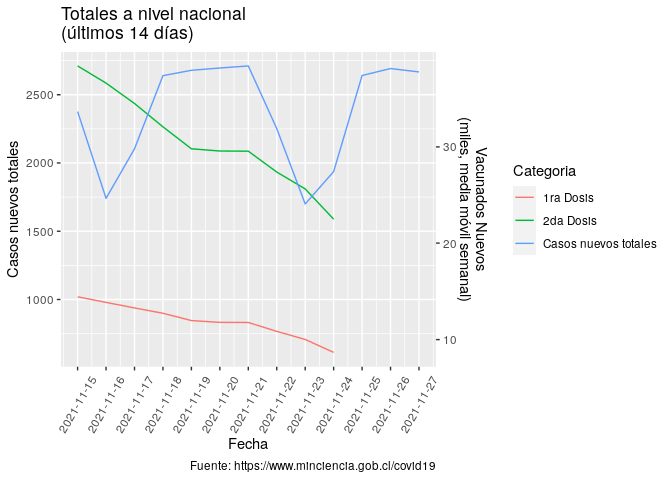 Totales a nivel nacional
(últimos 14 días)
Casos nuevos totales
2500
2000
1500
1000
30
20
10
Vacunados Nuevos
(miles, media móvil semanal)
Categoria
1ra Dosis
2da Dosis
Casos nuevos totales
2021-11-15
2021-11-16
2021-11-17
2021-11-18
2021-11-19
2021-11-20
2021-11-21
2021-11-22
2021-11-23
2021-11-24
2021-11-25
2021-11-26
2021-11-27
Fecha
Fuente: https://www.minciencia.gob.cl/covid19